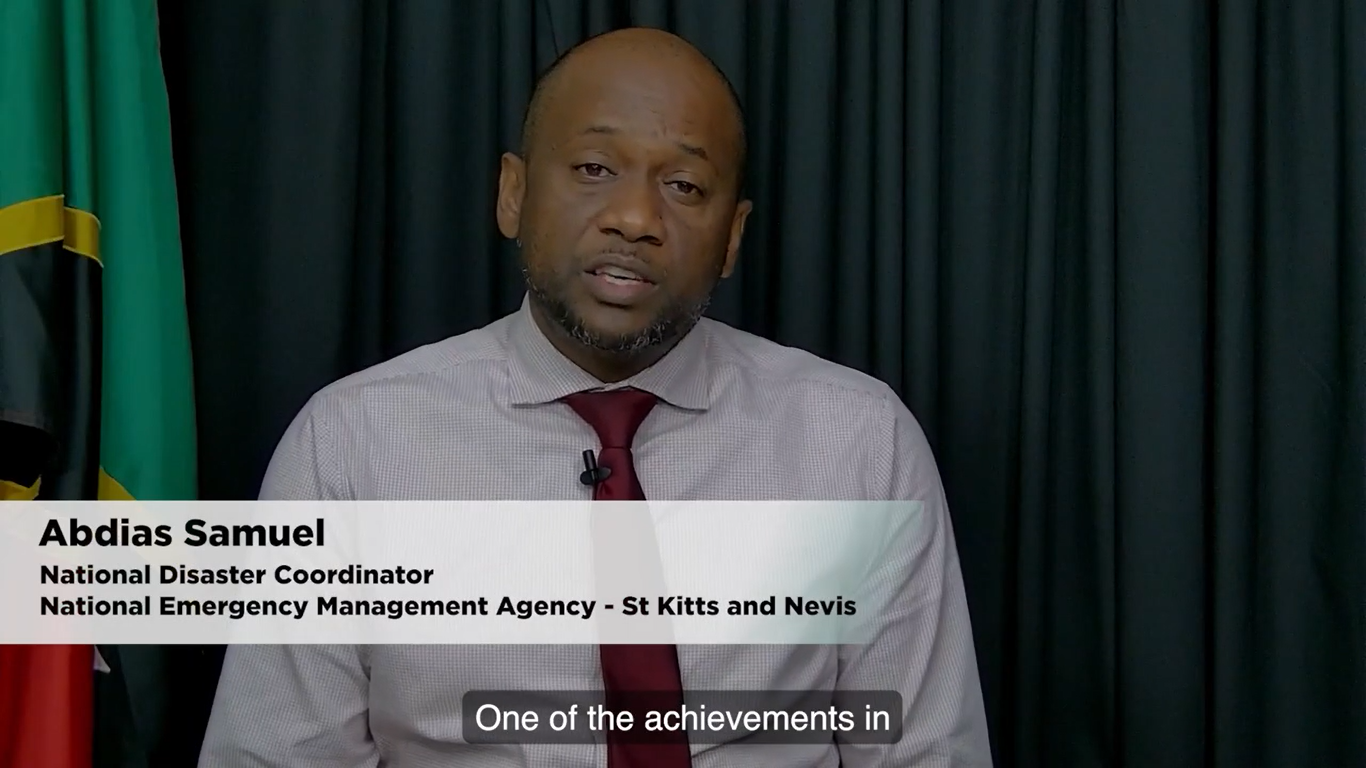 Abdias Samuel
National Disaster Coordinator
National Emergency Management Agency - St Kitts and Nevis
One of the achievements in